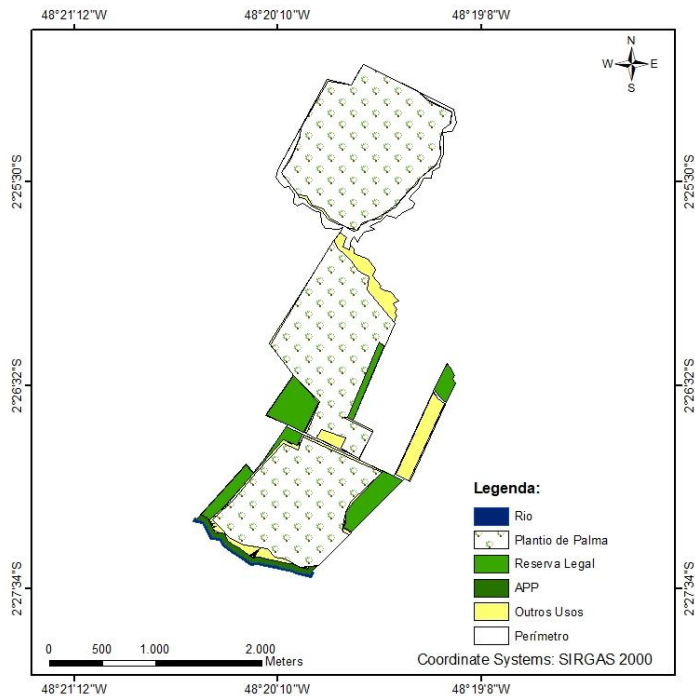 48°21'12"W 48°20'10"W 48°19'8"W
N
W E
S
2°25'30"S 2°25'30"S
2°26'32"S 2°26'32"S
Legenda:
Rio
Plantio de Palma
Reserva Legal
APP
Outros Usos
Perímetro
2°27'34"S 2°27'34"S
0 500 1.000 2.000
Meters
Coordinate Systems: SIRGAS 2000
48°21'12"W 48°20'10"W 48°19'8"W